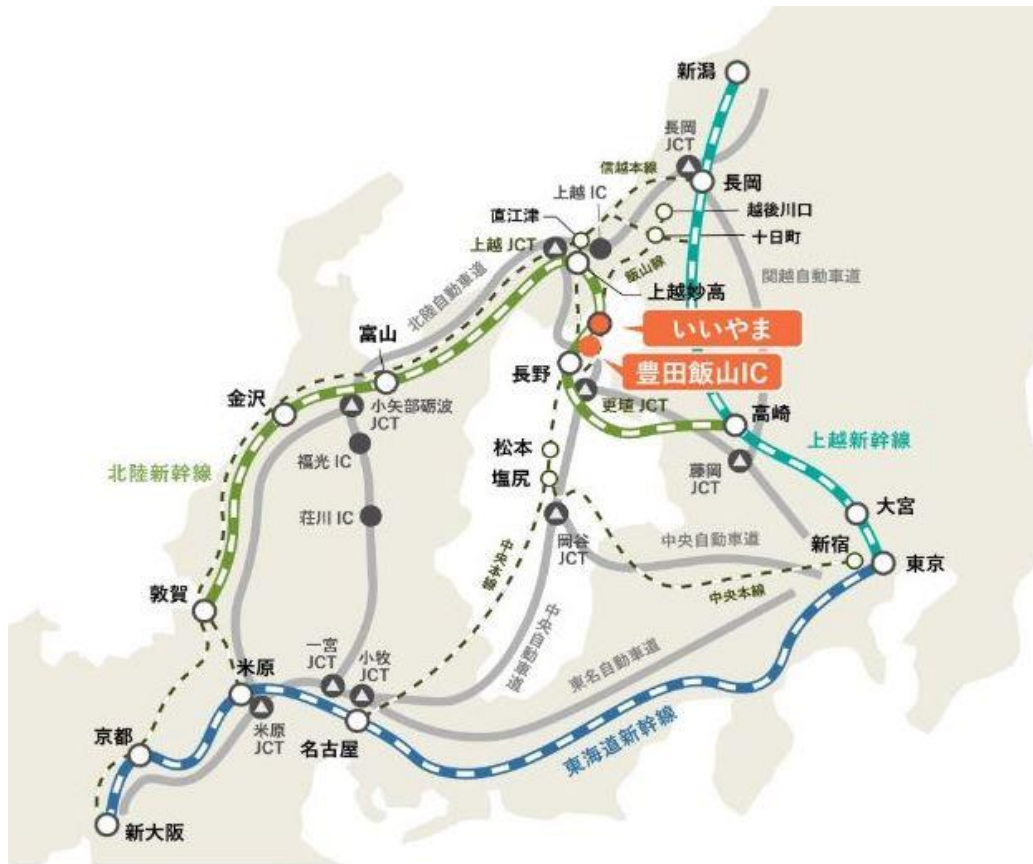 新潟
長岡
JCT
信越本線
長岡
上越 IC
越後川口
直江津
十日町
上越 JCT
飯山線
関越自動車道
上越妙高
北陸自動車道
いいやま
富山
長野
豊田飯山IC
金沢
小矢部砺波
JCT
更埴 JCT
高崎
上越新幹線
松本
福光 IC
塩尻
藤岡
JCT
北陸新幹線
大宮
荘川 IC
岡谷
JCT
中央自動車道
新宿
東京
中央本線
中央本線
敦賀
中央自動車道
一宮
JCT
小牧
JCT
東名自動車道
米原
米原
JCT
名古屋
東海道新幹線
京都
新大阪